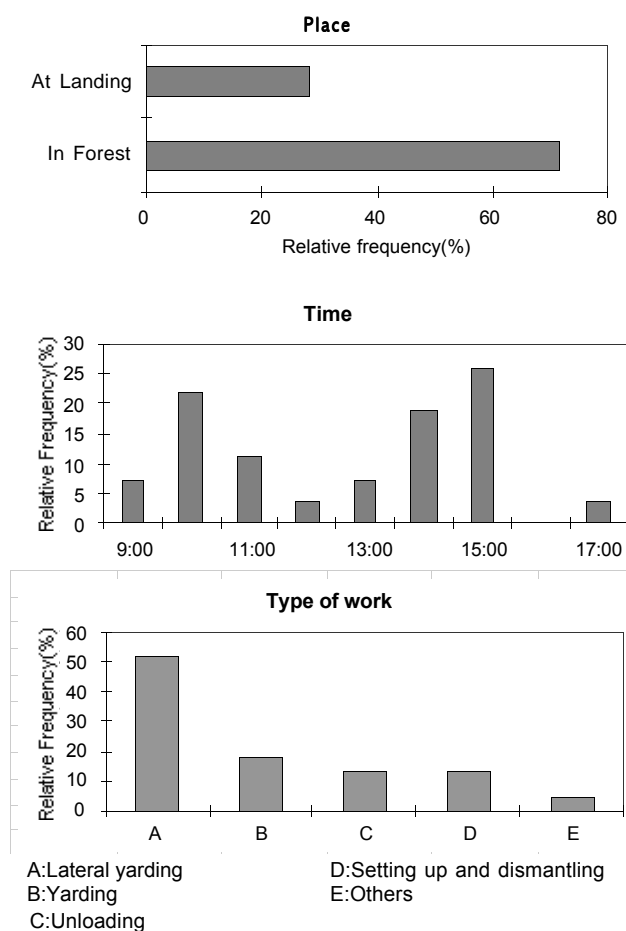 Place
At Landing
In Forest
0 20 40 60 80
Relative frequency(%)
Time
Relative Frequency(%)
30
25
20
15
10
5
0
9:00 11:00 13:00 15:00 17:00
Type of work
Relative Frequency(%)
60
50
40
30
20
10
0
A B C D E
A:Lateral yarding D:Setting up and dismantling
B:Yarding E:Others
C:Unloading